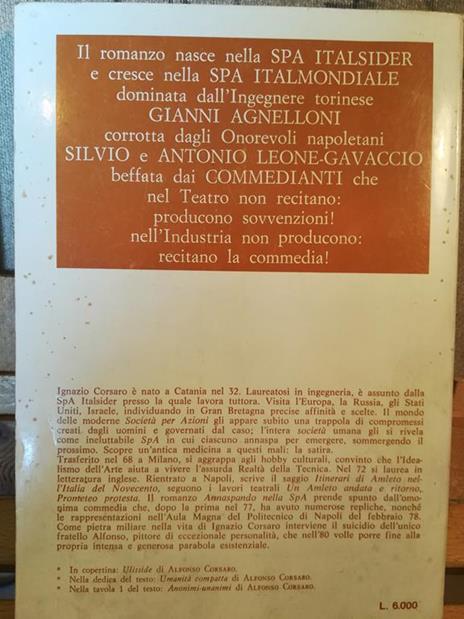 Il romanzo nasce nella SPA ITALSIDER
e cresce nella SPA ITALMONDIALE
dominata dall'Ingegnere torinese
GIANNI AGNELLONI
corrotta dagli Onorevoli napoletani
SILVIO e ANTONIO LEONE-GAVACCIO
beffata dai COMMEDIANTI che
nel Teatro non recitano:
producono sovvenzioni!
nell'Industria non producono:
recitano la commedia!
Ignazio Corsaro è nato a Catania nel 32. Laureatosi in ingegneria, è assunto dalla
SpA Italsider presso la quale lavora tuttora. Visita l'Europa, la Russia, gli Stati
Uniti, Israele, individuando in Gran Bretagna precise affinità e scelte. Il mondo
delle moderne Società per Azioni gli appare subito una trappola di compromessi
creati dagli uomini e governati dal caso; l'intera società umana gli si rivela
come ineluttabile SpA in cui ciascuno annaspa per emergere, sommergendo il
prossimo. Scopre un'antica medicina a questi mali: la satira.
Trasferito nel 68 a Milano, si aggrappa agli hobby culturali, convinto che l'Idea-
lismo dell'Arte aiuta a vivere l'assurda Realtà della Tecnica. Nel 72 si laurea in
letteratura inglese. Rientrato a Napoli, scrive il saggio Itinerari di Amleto nel-
l'Italia del Novecento, seguono i lavori teatrali Un Amleto andata e ritorno,
Prometeo protesta. Il romanzo Annaspando nella SpA prende spunto dall'omo-
gima commedia che, dopo la prima nel 77, ha avuto numerose repliche, nonché
le rappresentazioni nell'Aula Magna del Politecnico di Napoli del febbraio 78.
Come pietra miliare nella vita di Ignazio Corsaro interviene il suicidio dell'unico
fratello Alfonso, pittore di eccezionale personalità, che nell'80 volle porre fine alla
propria intensa e generosa parabola esistenziale.
* In copertina: Ulisside di ALFONSO CORSARO.
* Nella dedica del testo: Umanità compatta di ALFONSO CORSARO.
* Nella tavola 1 del testo: Anonimi-unanimi di ALFONSO CORSARO.
L. 6.000